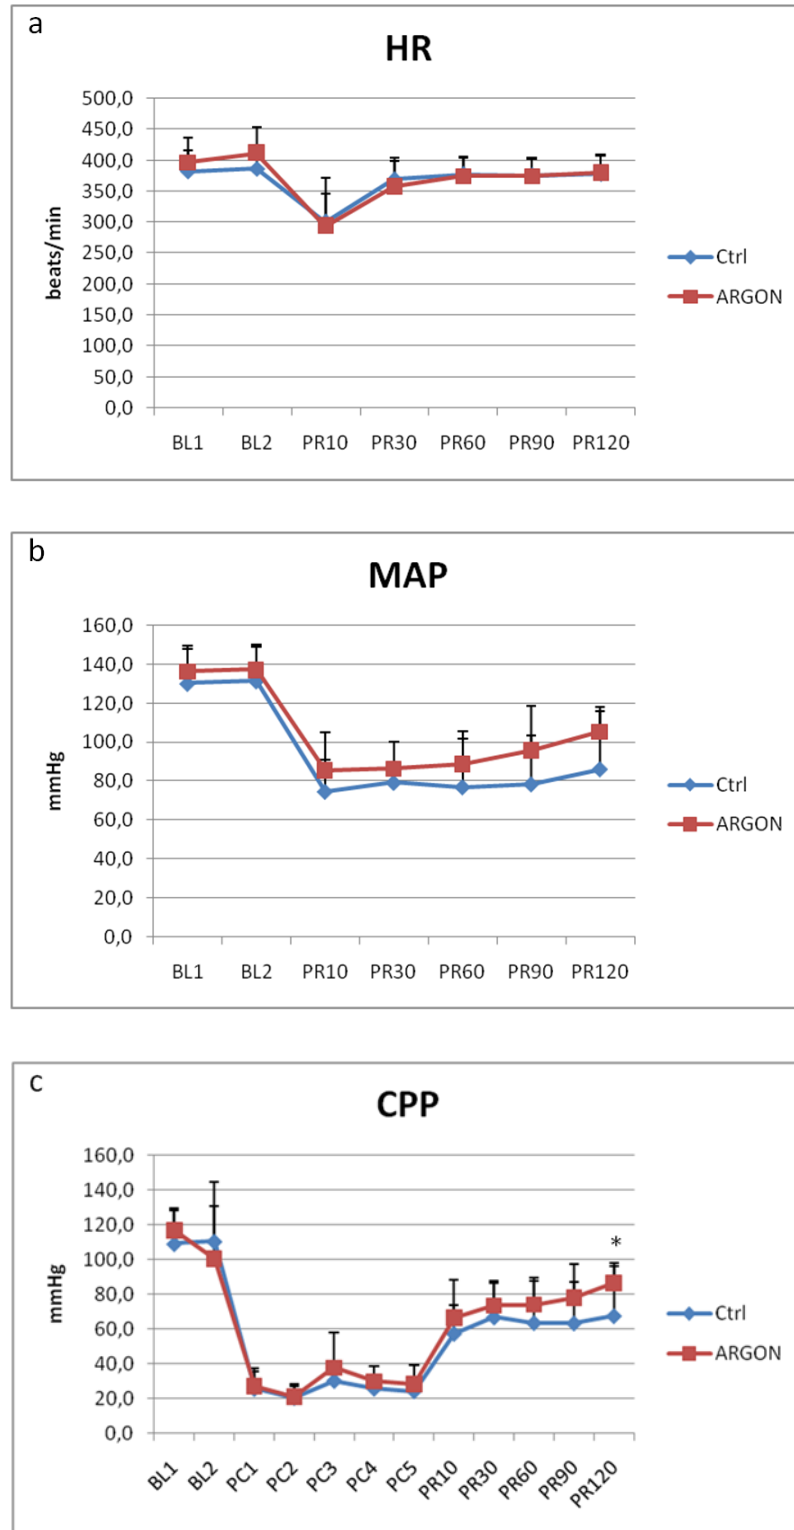 a
HR
500,0
450,0
400,0
350,0
300,0
250,0
200,0
150,0
100,0
50,0
0,0
beats/min
BL1 BL2 PR10 PR30 PR60 PR90 PR120
Ctrl
ARGON
b
MAP
160,0
140,0
120,0
100,0
80,0
60,0
40,0
20,0
0,0
mmHg
BL1 BL2 PR10 PR30 PR60 PR90 PR120
Ctrl
ARGON
c
CPP
160,0
140,0
120,0
100,0
80,0
60,0
40,0
20,0
0,0
mmHg
*
BL1 BL2 PC1 PC2 PC3 PC4 PC5 PR10 PR30 PR60 PR90 PR120
Ctrl
ARGON